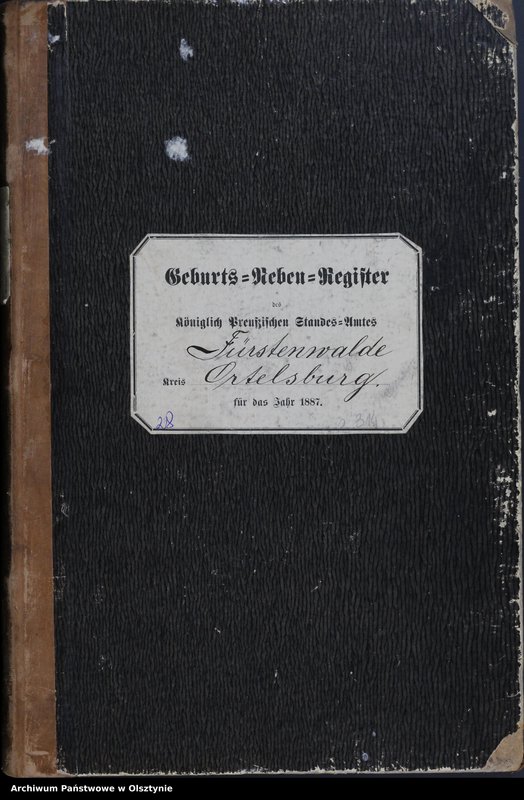 Geburts=Neben=Register
des
Königlich Preußischen Standes=Amtes
Fürstenwalde
Kreis Ortelsburg.
für das Jahr 1887.
28
314
Archiwum Państwowe w Olsztynie